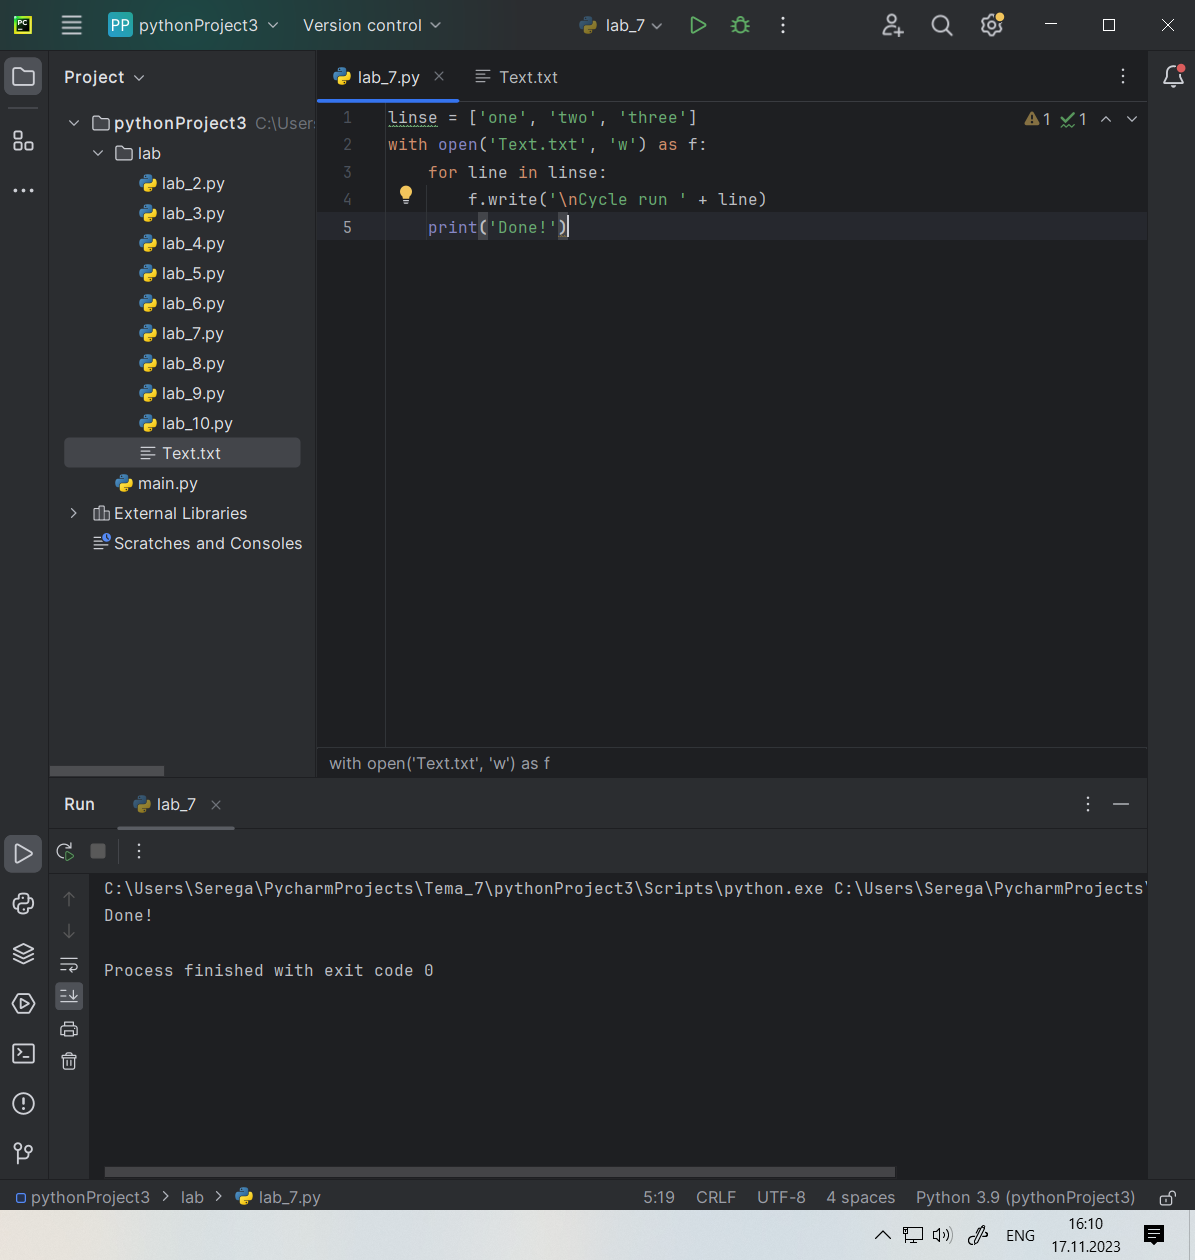 PC
PP pythonProject3 Version control lab_7
Project
lab_7.py Text.txt
pythonProject3 C:\User
lab
lab_2.py
lab_3.py
lab_4.py
lab_5.py
lab_6.py
lab_7.py
lab_8.py
lab_9.py
lab_10.py
Text.txt
main.py
External Libraries
Scratches and Consoles
1 linse = ['one', 'two', 'three']
2 with open('Text.txt', 'w') as f:
3 for line in linse:
4 f.write('\nCycle run ' + line)
5 print('Done!')
1 1
with open('Text.txt', 'w') as f
Run lab_7
C:\Users\Serega\PycharmProjects\Tema_7\pythonProject3\Scripts\python.exe C:\Users\Serega\PycharmProjects\
Done!
Process finished with exit code 0
pythonProject3 > lab > lab_7.py 5:19 CRLF UTF-8 4 spaces Python 3.9 (pythonProject3)
ENG 16:10
17.11.2023